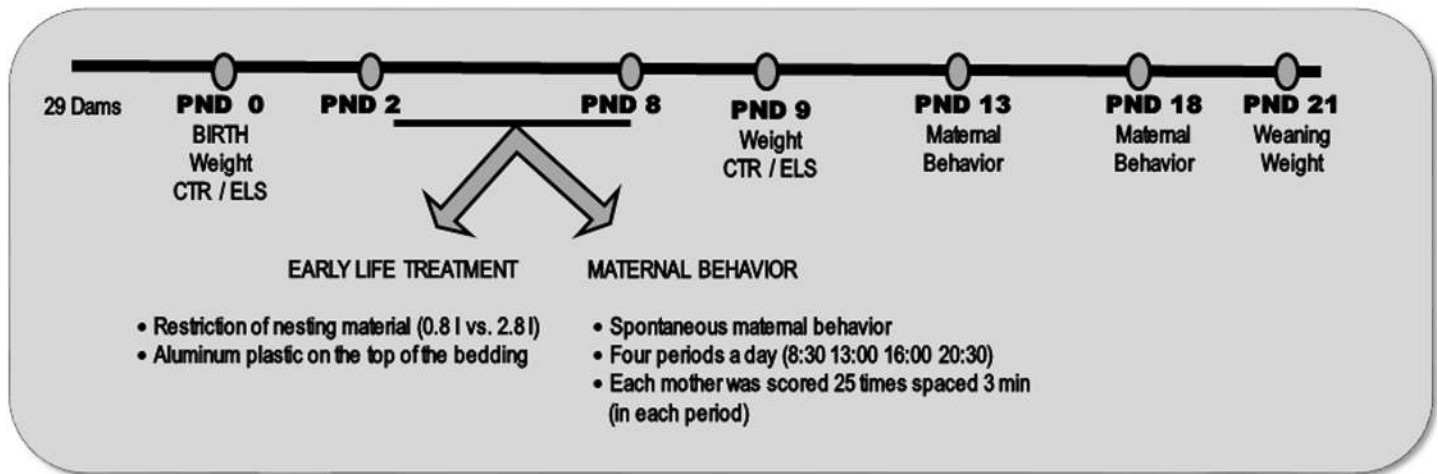 29 Dams
PND 0
BIRTH
Weight
CTR / ELS
PND 2
PND 8
PND 9
Weight
CTR / ELS
PND 13
Maternal
Behavior
PND 18
Maternal
Behavior
PND 21
Weaning
Weight
EARLY LIFE TREATMENT
• Restriction of nesting material (0.8 l vs. 2.8 l)
• Aluminum plastic on the top of the bedding
MATERNAL BEHAVIOR
• Spontaneous maternal behavior
• Four periods a day (8:30 13:00 16:00 20:30)
• Each mother was scored 25 times spaced 3 min
(in each period)